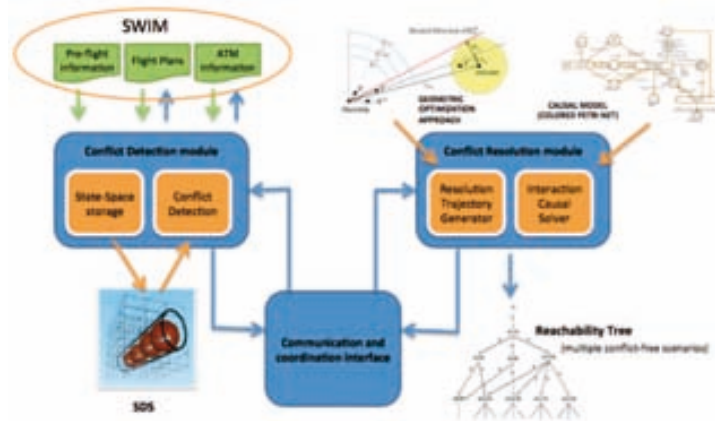 SWIM
Pre-flight
information
Flight Plans
ATM
information
GEOMETRIC
OPTIMIZATION
APPROACH
CAUSAL MODEL
(COLORED PETRI NET)
Conflict Detection module
State-Space
storage
Conflict
Detection
Conflict Resolution module
Resolution
Trajectory
Generator
Interaction
Causal
Solver
Communication and
coordination interface
SDS
Reachability Tree
(multiple conflict-free scenarios)